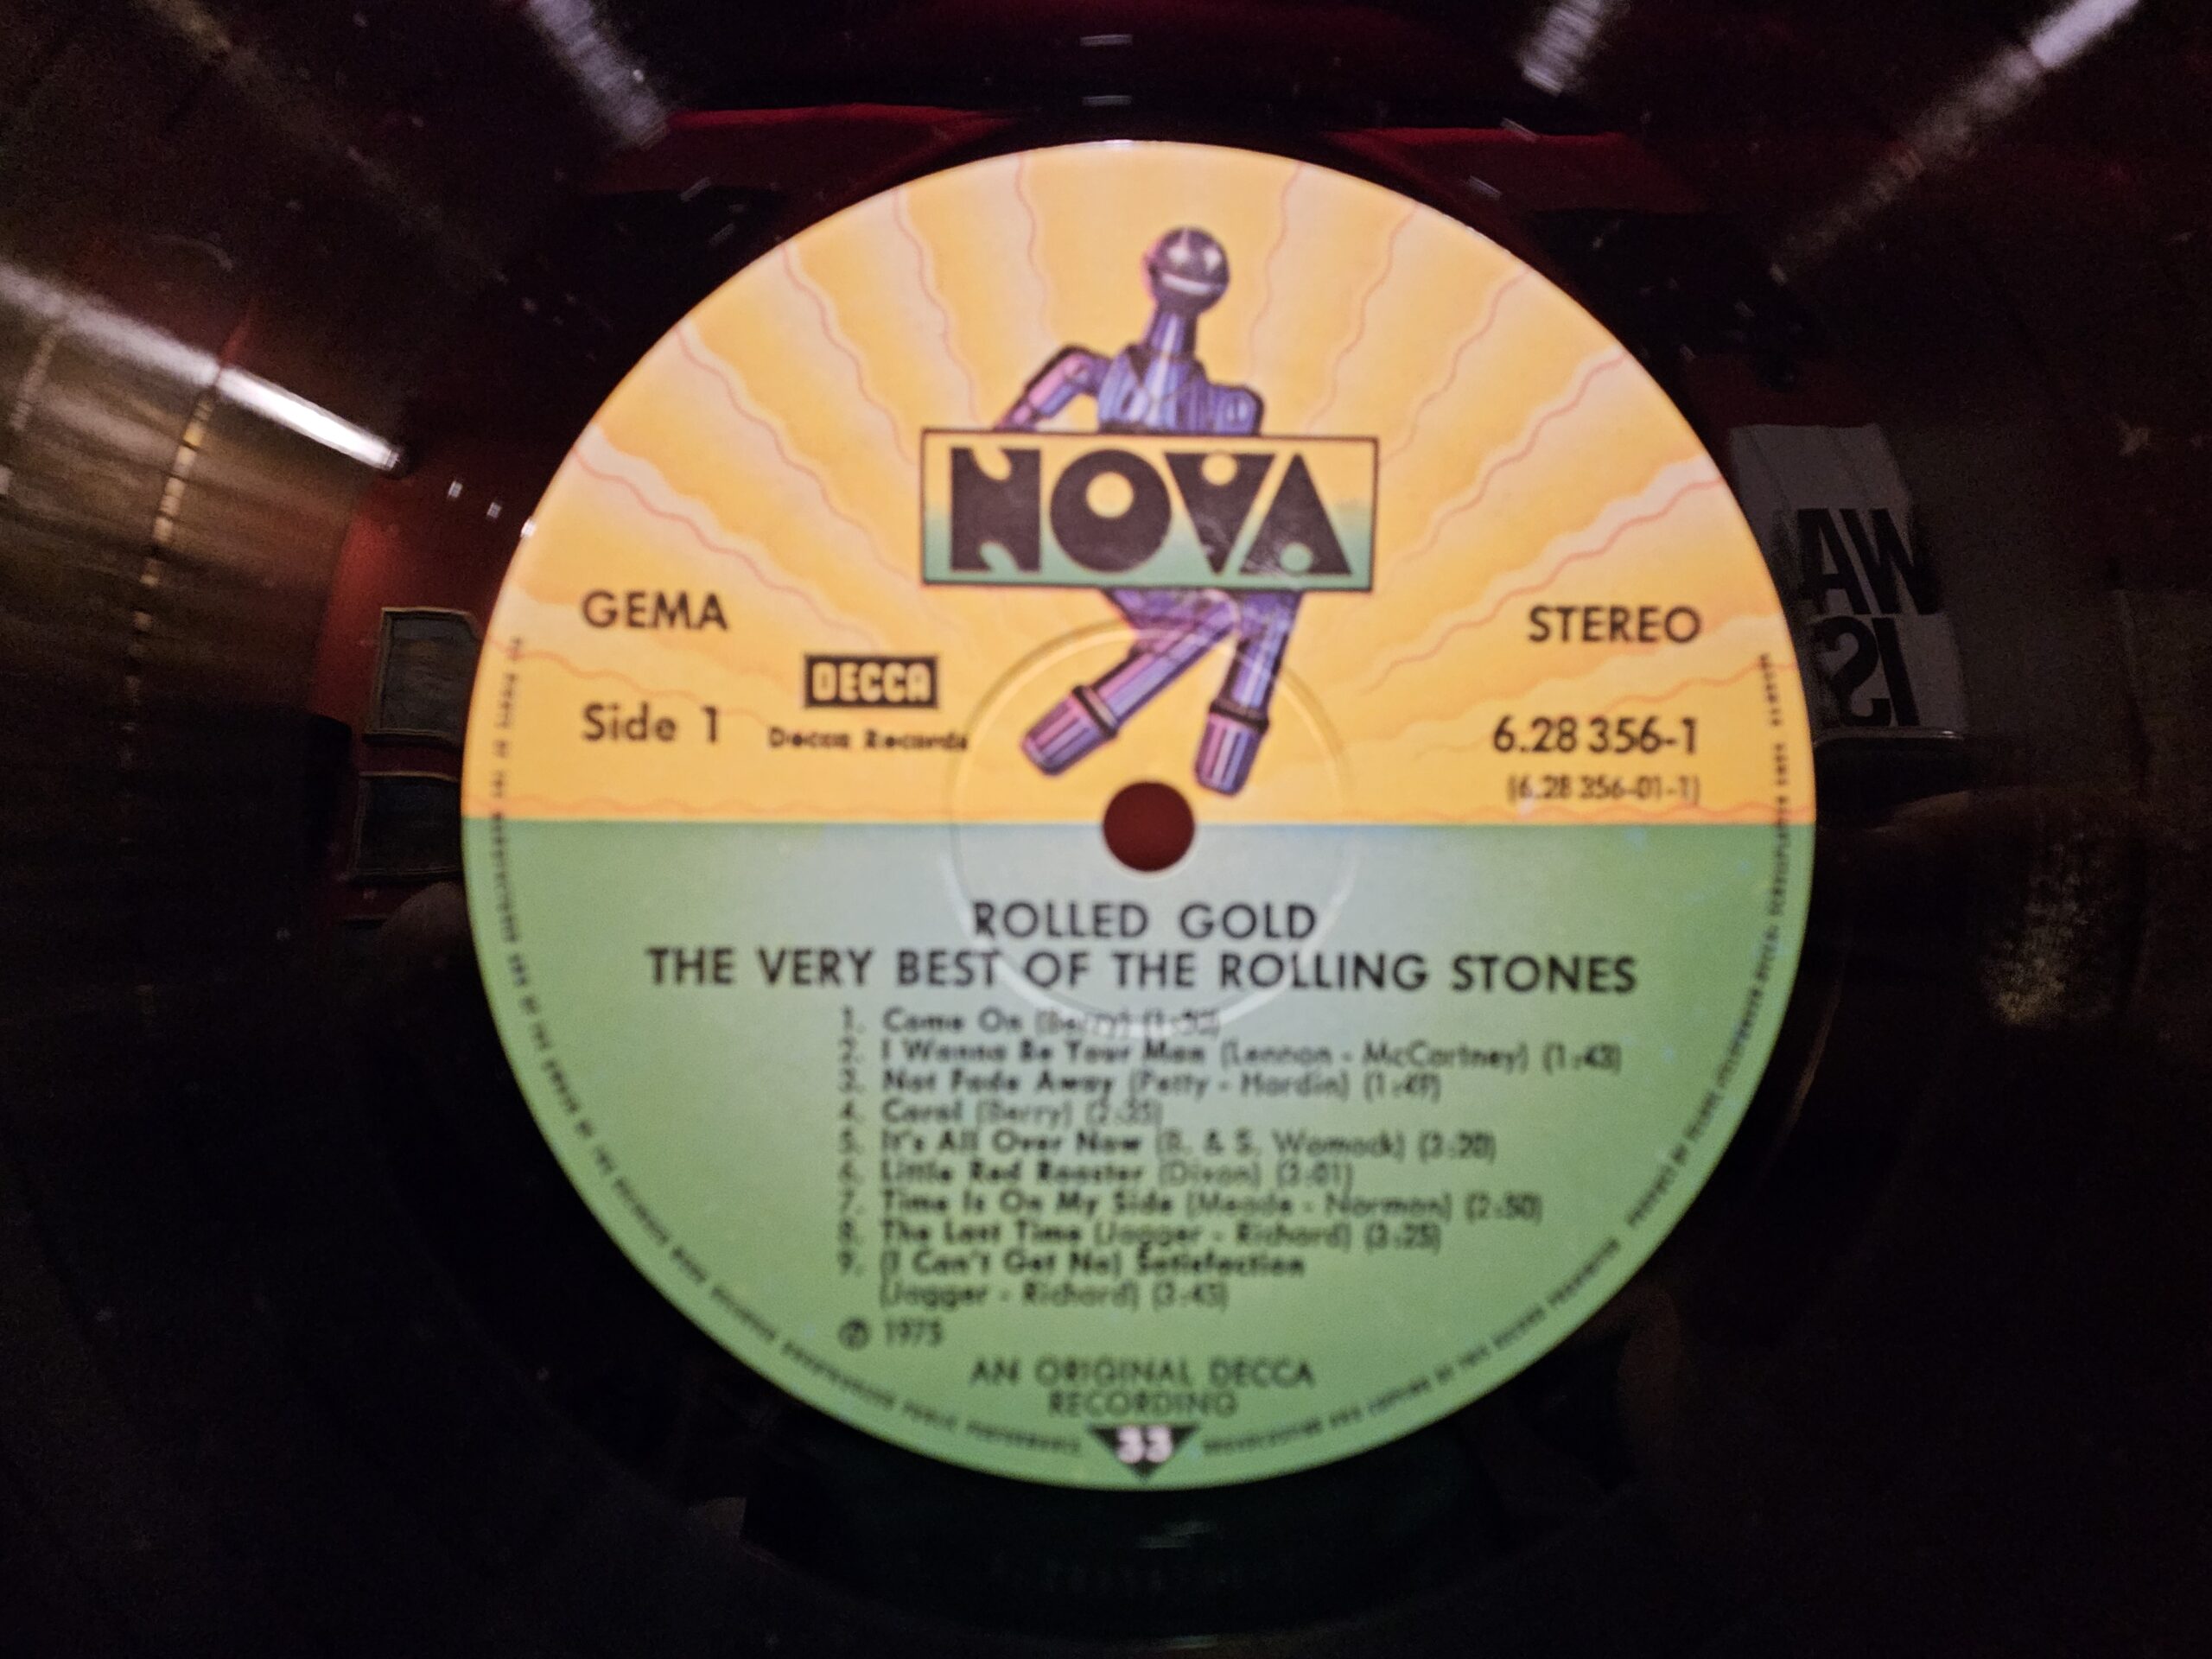 NOVA
GEMA
STEREO
DECCA
Side 1
Decca Records
6.28 356-1
(6.28 356-01-1)
ROLLED GOLD
THE VERY BEST OF THE ROLLING STONES
1. Come On (Berry)
2. I Wanna Be Your Man (Lennon - McCartney) (1:43)
3. Not Fade Away (Petty - Hardin) (1:49)
4. Carol (Berry) (2:35)
5. It's All Over Now (B. & S. Womack) (3:20)
6. Little Red Rooster (Dixon) (3:01)
7. Time Is On My Side (Meade - Norman) (2:50)
8. The Last Time (Jagger - Richard) (3:25)
9. (I Can't Get No) Satisfaction
(Jagger - Richard) (3:45)
℗ 1975
AN ORIGINAL DECCA
RECORDING
33